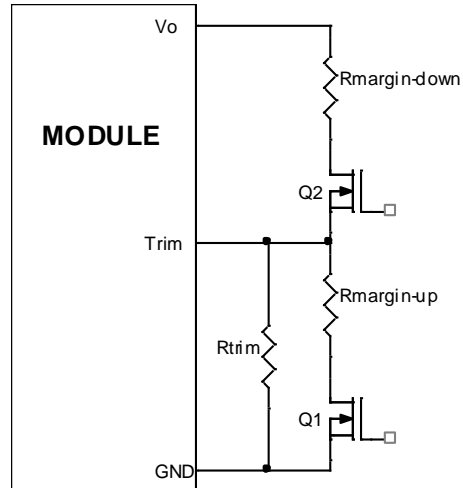 Vo
Rmargin-down
MODULE
Q2
Trim
Rmargin-up
Rtrim
Q1
GND